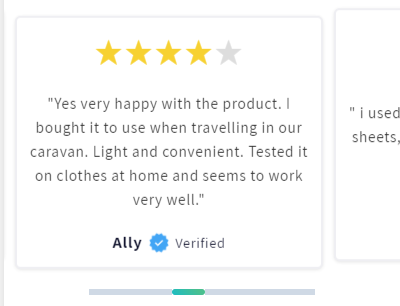 "Yes very happy with the product. I
bought it to use when travelling in our
caravan. Light and convenient. Tested it
on clothes at home and seems to work
very well."
Ally Verified
" i used
sheets,